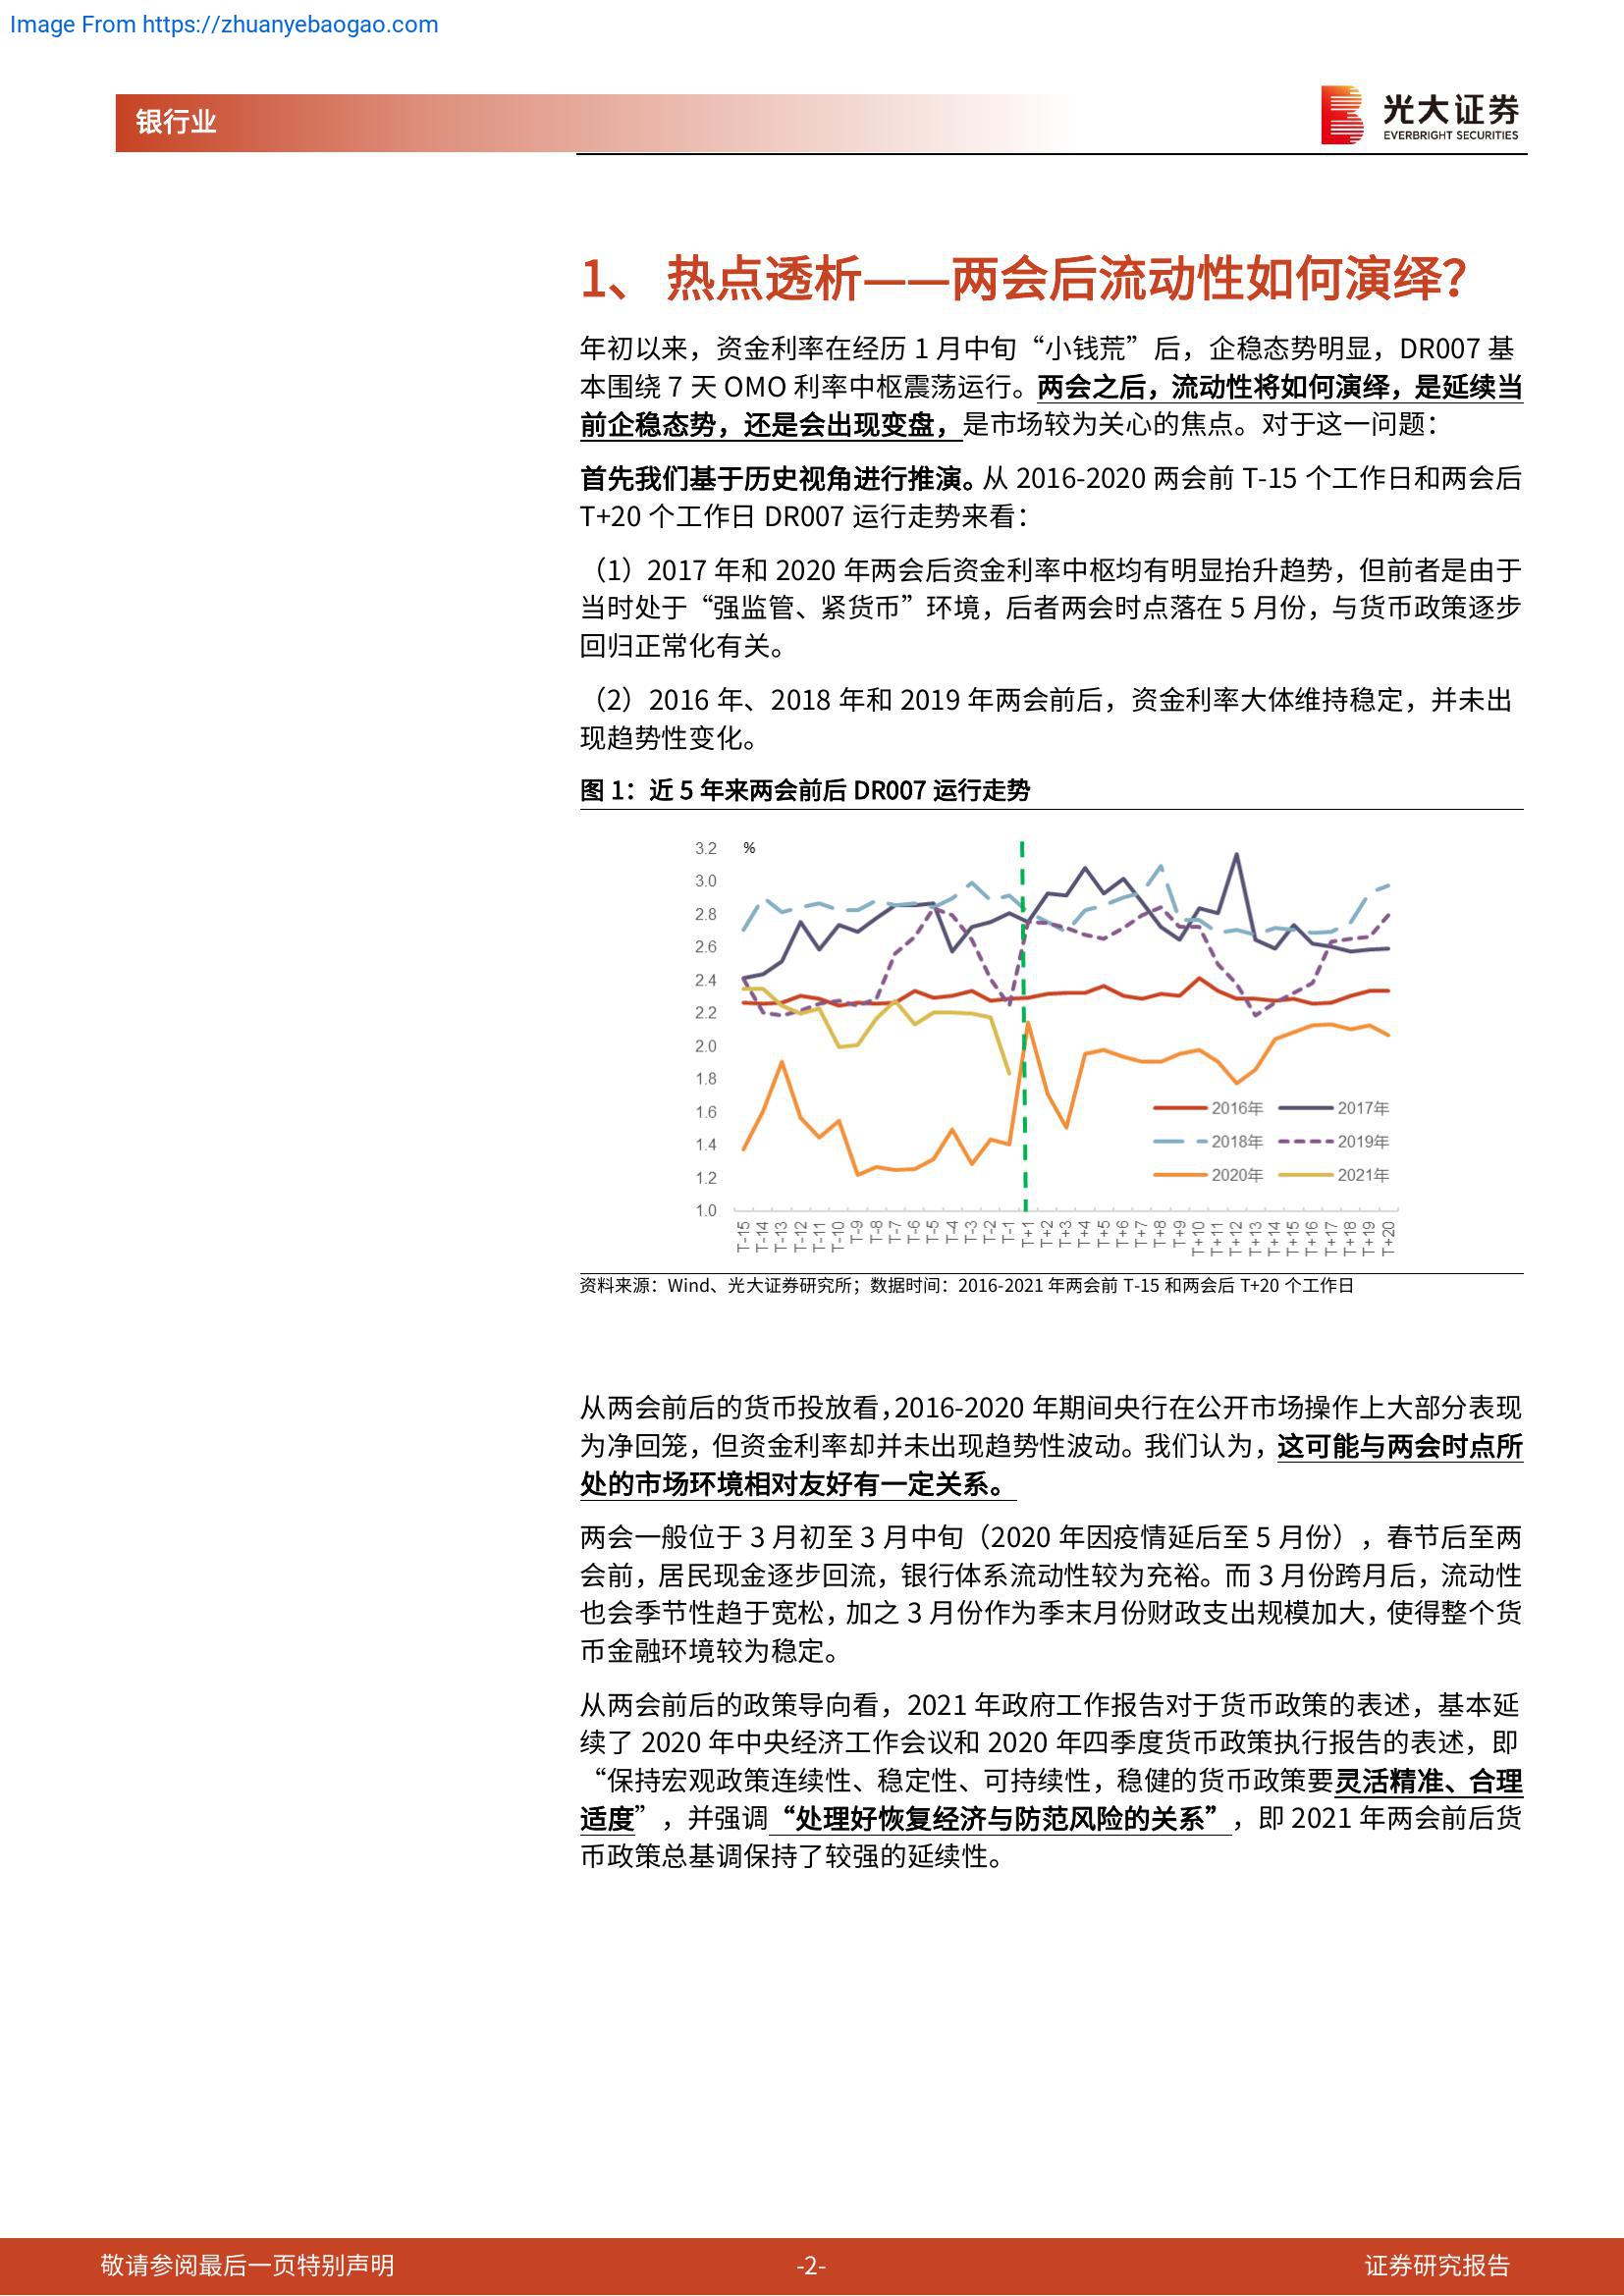 Image From https://zhuanyebaogao.com
银行业
光大证券
EVERBRIGHT SECURITIES
1、 热点透析——两会后流动性如何演绎？
年初以来，资金利率在经历 1 月中旬“小钱荒”后，企稳态势明显，DR007 基
本围绕 7 天 OMO 利率中枢震荡运行。两会之后，流动性将如何演绎，是延续当
前企稳态势，还是会出现变盘，是市场较为关心的焦点。对于这一问题：
首先我们基于历史视角进行推演。从 2016-2020 两会前 T-15 个工作日和两会后
T+20 个工作日 DR007 运行走势来看：
（1）2017 年和 2020 年两会后资金利率中枢均有明显抬升趋势，但前者是由于
当时处于“强监管、紧货币”环境，后者两会时点落在 5 月份，与货币政策逐步
回归正常化有关。
（2）2016 年、2018 年和 2019 年两会前后，资金利率大体维持稳定，并未出
现趋势性变化。
图 1：近 5 年来两会前后 DR007 运行走势
3.2 %
3.0
2.8
2.6
2.4
2.2
2.0
1.8
1.6
1.4
1.2
1.0
2016年 2017年
2018年 2019年
2020年 2021年
T-15 T-14 T-13 T-12 T-11 T-10 T-9 T-8 T-7 T-6 T-5 T-4 T-3 T-2 T-1 T+1 T+2 T+3 T+4 T+5 T+6 T+7 T+8 T+9 T+10 T+11 T+12 T+13 T+14 T+15 T+16 T+17 T+18 T+19 T+20
资料来源：Wind、光大证券研究所；数据时间：2016-2021 年两会前 T-15 和两会后 T+20 个工作日
从两会前后的货币投放看，2016-2020 年期间央行在公开市场操作上大部分表现
为净回笼，但资金利率却并未出现趋势性波动。我们认为，这可能与两会时点所
处的市场环境相对友好有一定关系。
两会一般位于 3 月初至 3 月中旬（2020 年因疫情延后至 5 月份），春节后至两
会前，居民现金逐步回流，银行体系流动性较为充裕。而 3 月份跨月后，流动性
也会季节性趋于宽松，加之 3 月份作为季末月份财政支出规模加大，使得整个货
币金融环境较为稳定。
从两会前后的政策导向看，2021 年政府工作报告对于货币政策的表述，基本延
续了 2020 年中央经济工作会议和 2020 年四季度货币政策执行报告的表述，即
“保持宏观政策连续性、稳定性、可持续性，稳健的货币政策要灵活精准、合理
适度”，并强调“处理好恢复经济与防范风险的关系”，即 2021 年两会前后货
币政策总基调保持了较强的延续性。
敬请参阅最后一页特别声明
-2-
证券研究报告